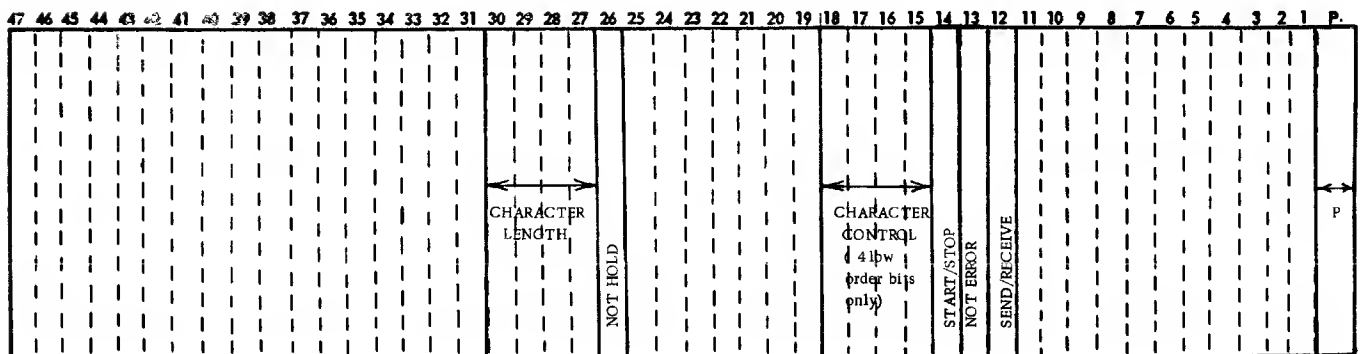 47 46 45 44 43 42 41 40 39 38 37 36 35 34 33 32 31 30 29 28 27 26 25 24 23 22 21 20 19 18 17 16 15 14 13 12 11 10 9 8 7 6 5 4 3 2 1 P.
CHARACTER
LENGTH
NOT HOLD
CHARACTER
CONTROL
( 4 low
order bits
only)
START/STOP
NOT ERROR
SEND/RECEIVE
P